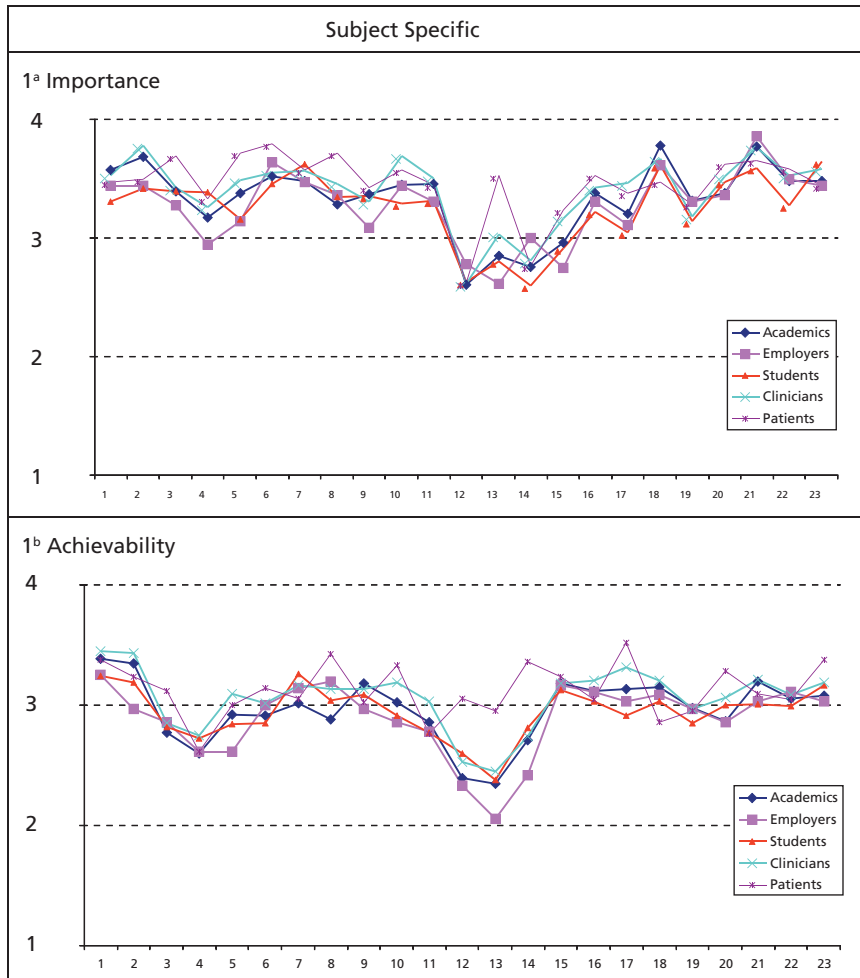 Subject Specific
1ᵃ Importance
4
3
2
1
Academics
Employers
Students
Clinicians
Patients
1 2 3 4 5 6 7 8 9 10 11 12 13 14 15 16 17 18 19 20 21 22 23
1ᵇ Achievability
4
3
2
1
Academics
Employers
Students
Clinicians
Patients
1 2 3 4 5 6 7 8 9 10 11 12 13 14 15 16 17 18 19 20 21 22 23